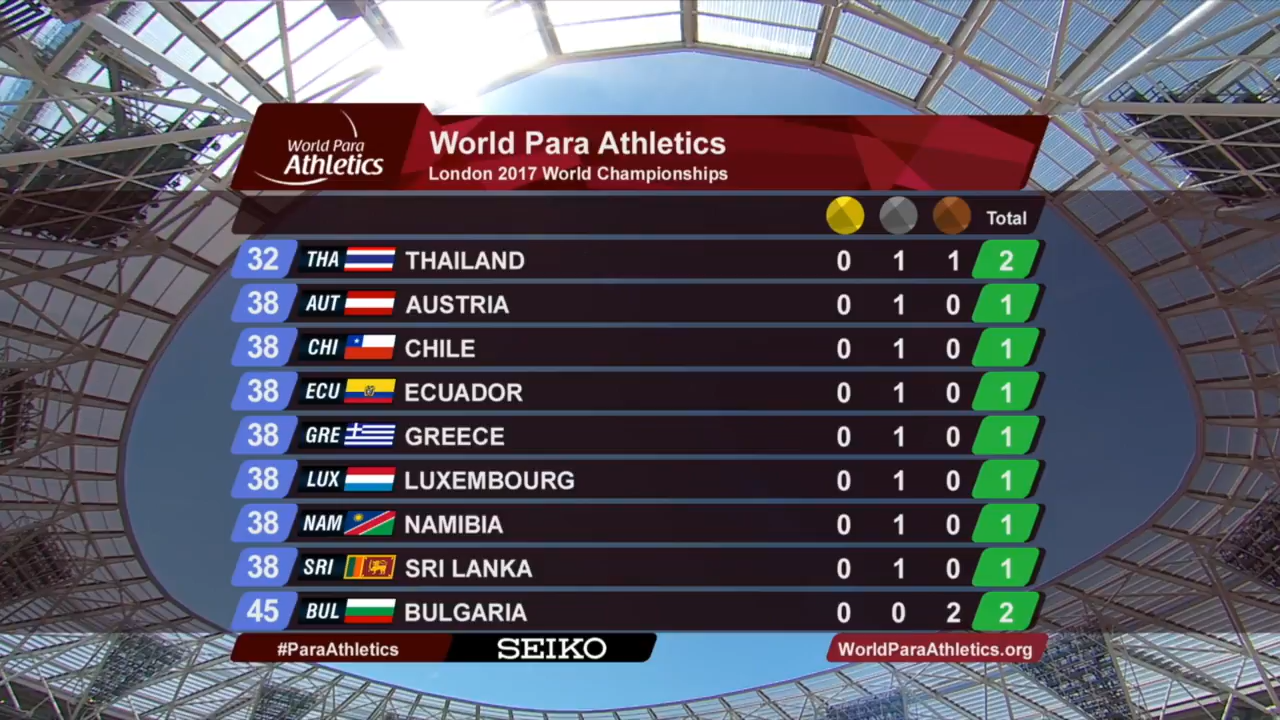 World Para
Athletics
World Para Athletics
London 2017 World Championships
Total
32 THA THAILAND 0 1 1 2
38 AUT AUSTRIA 0 1 0 1
38 CHI CHILE 0 1 0 1
38 ECU ECUADOR 0 1 0 1
38 GRE GREECE 0 1 0 1
38 LUX LUXEMBOURG 0 1 0 1
38 NAM NAMIBIA 0 1 0 1
38 SRI SRI LANKA 0 1 0 1
45 BUL BULGARIA 0 0 2 2
#ParaAthletics SEIKO WorldParaAthletics.org